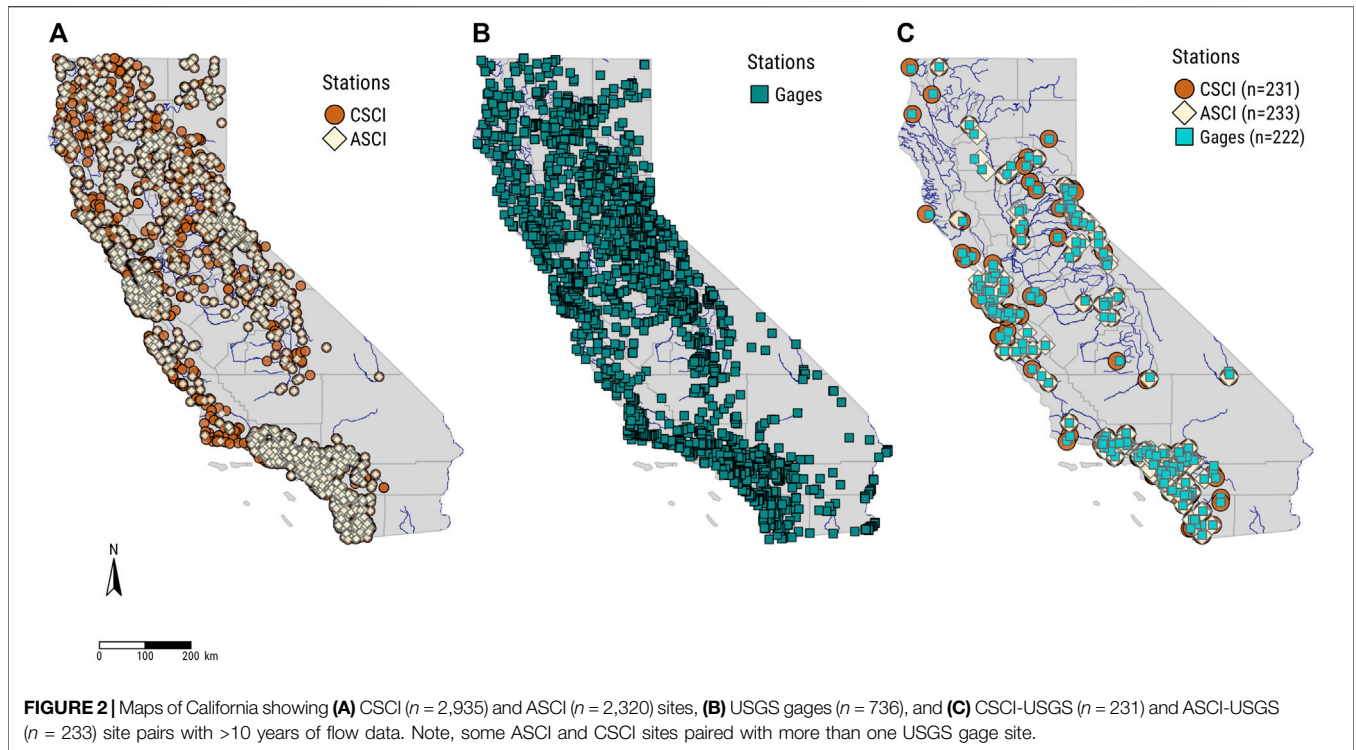 A
Stations
CSCI
ASCI
B
Stations
Gages
C
Stations
CSCI (n=231)
ASCI (n=233)
Gages (n=222)
N
0 100 200 km
FIGURE 2 | Maps of California showing (A) CSCI (n = 2,935) and ASCI (n = 2,320) sites, (B) USGS gages (n = 736), and (C) CSCI-USGS (n = 231) and ASCI-USGS
(n = 233) site pairs with >10 years of flow data. Note, some ASCI and CSCI sites paired with more than one USGS gage site.